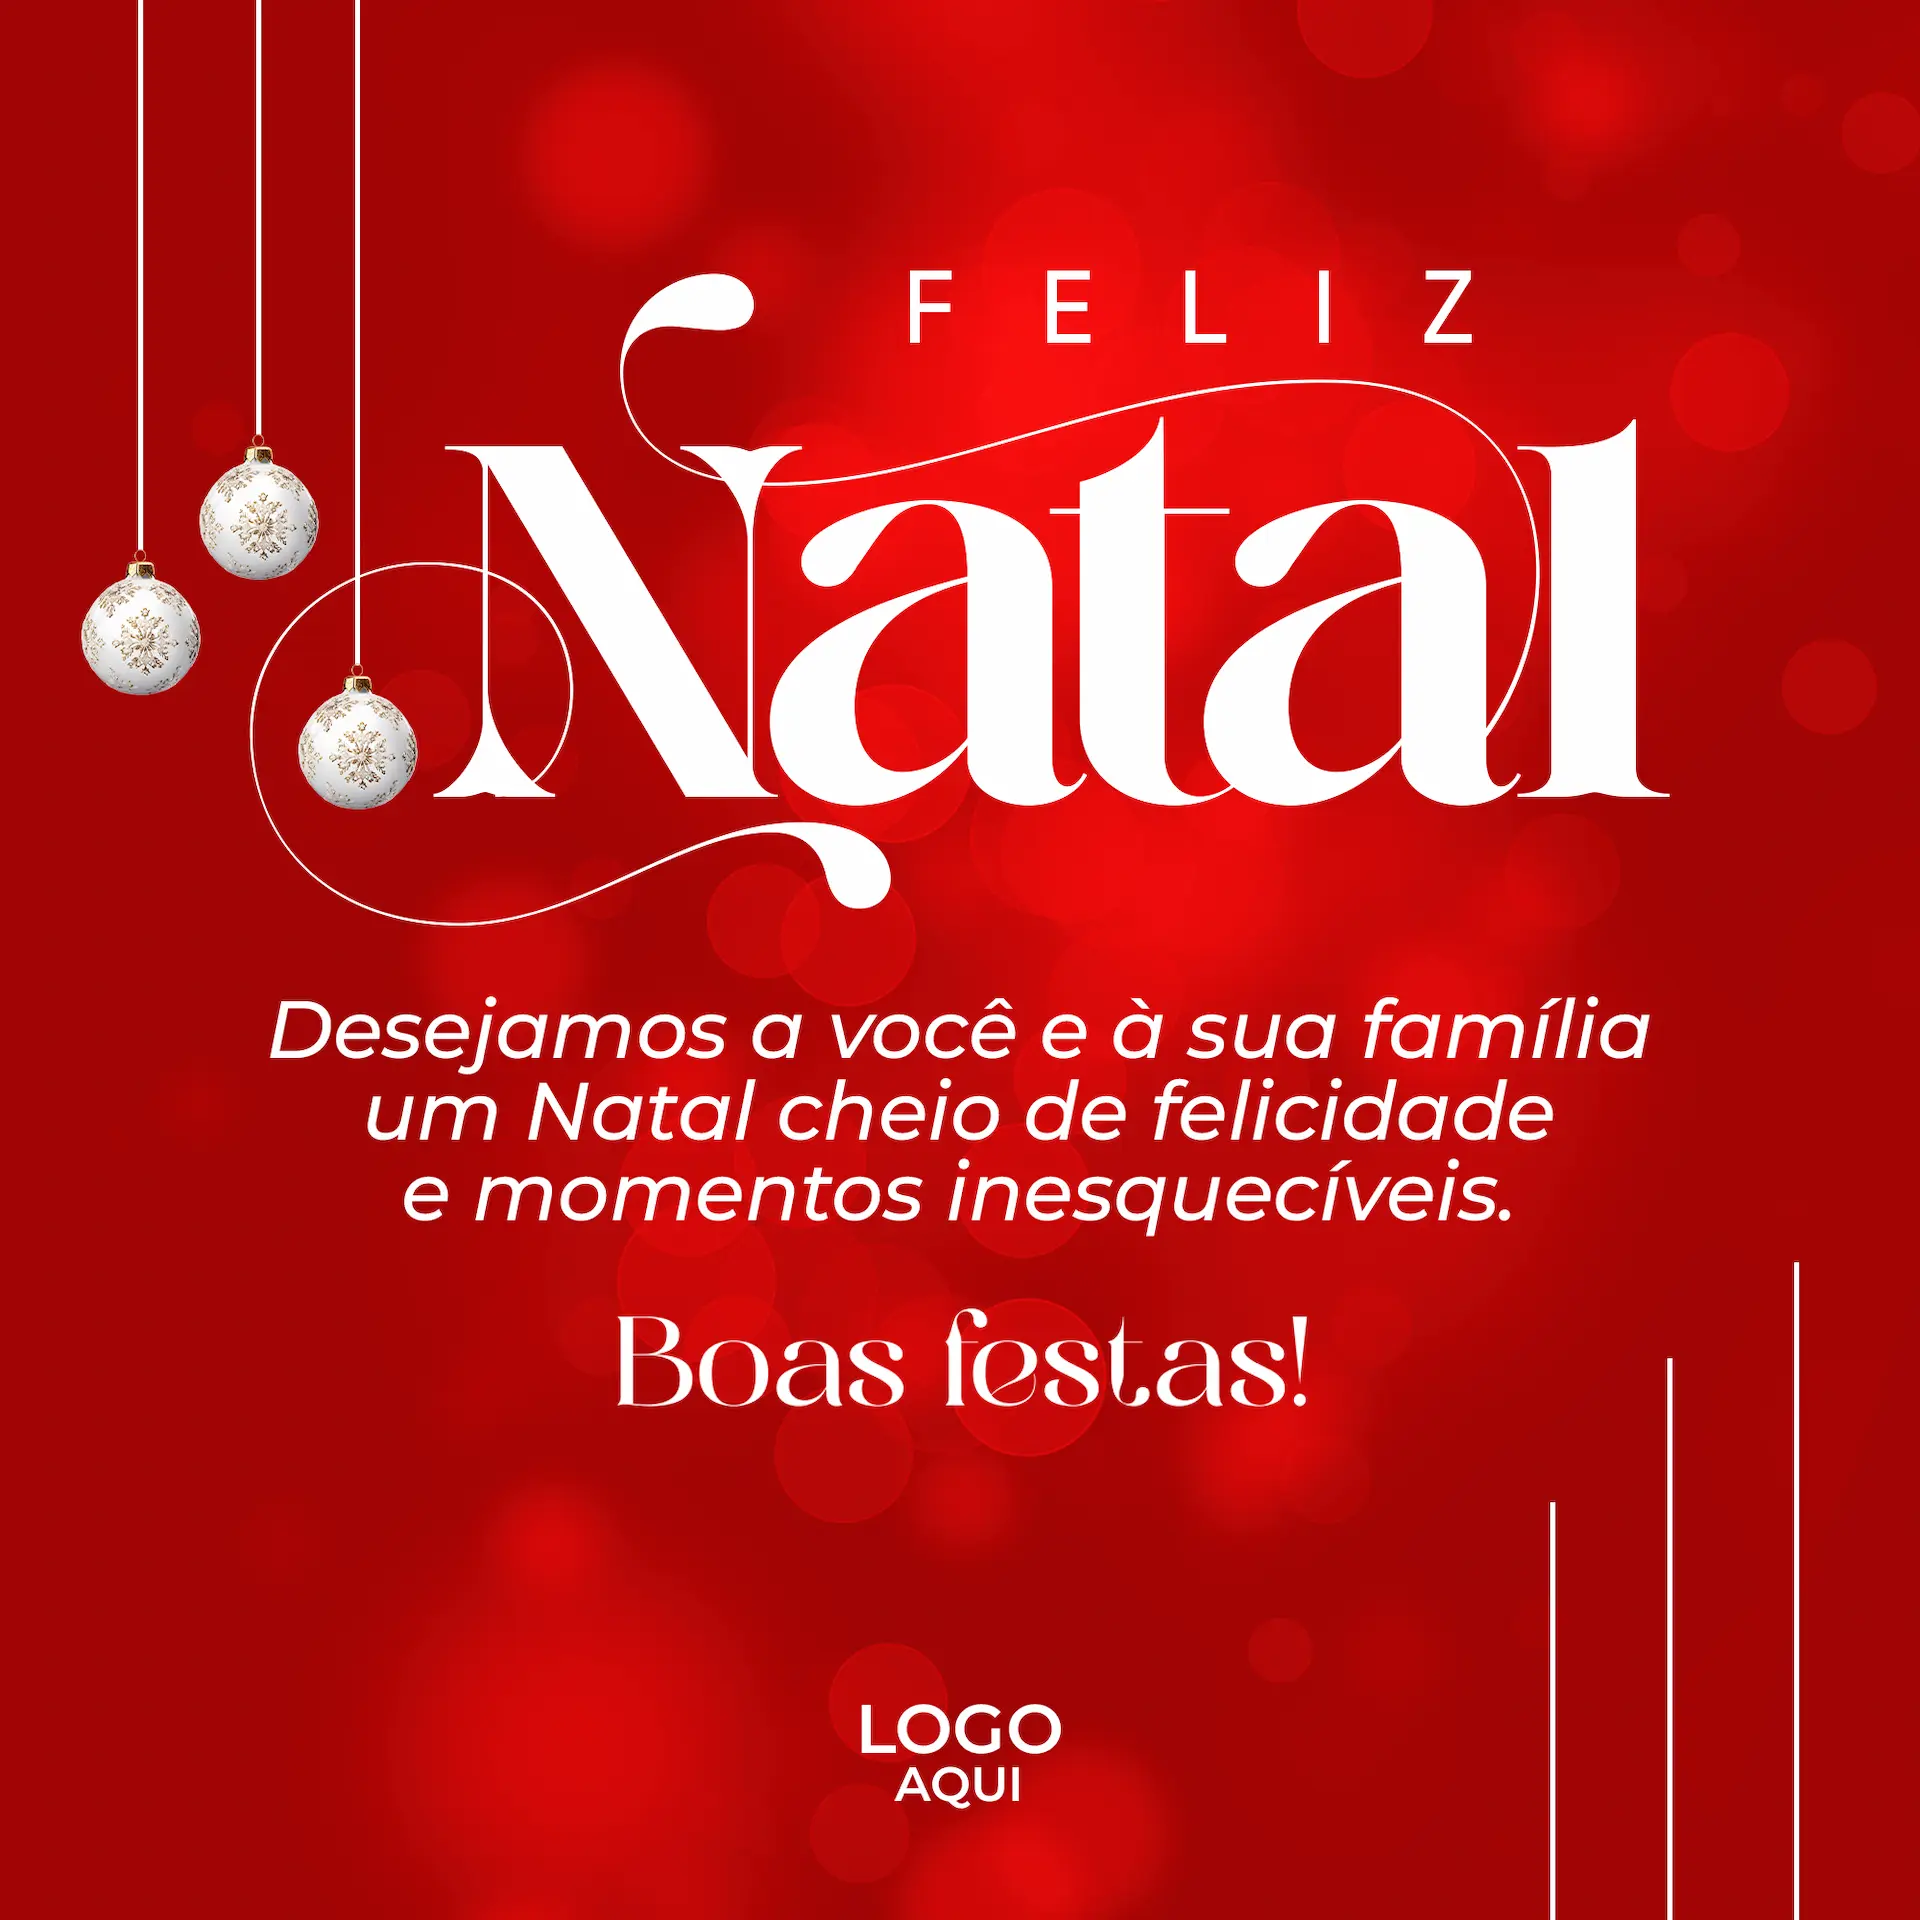 FELIZ
Natal
Desejamos a você e à sua família
um Natal cheio de felicidade
e momentos inesquecíveis.
Boas festas!
LOGO
AQUI